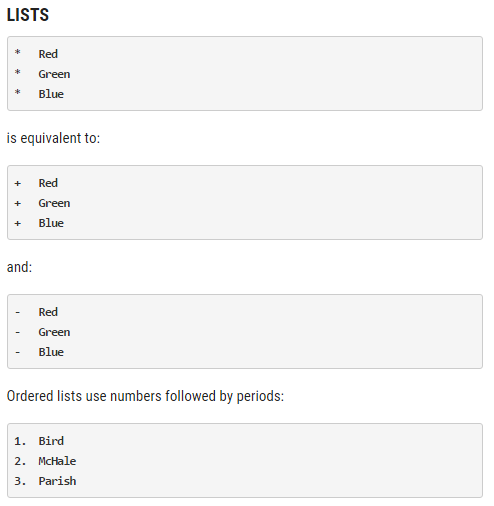 LISTS
*   Red
*   Green
*   Blue
is equivalent to:
+   Red
+   Green
+   Blue
and:
-   Red
-   Green
-   Blue
Ordered lists use numbers followed by periods:
1.  Bird
2.  McHale
3.  Parish